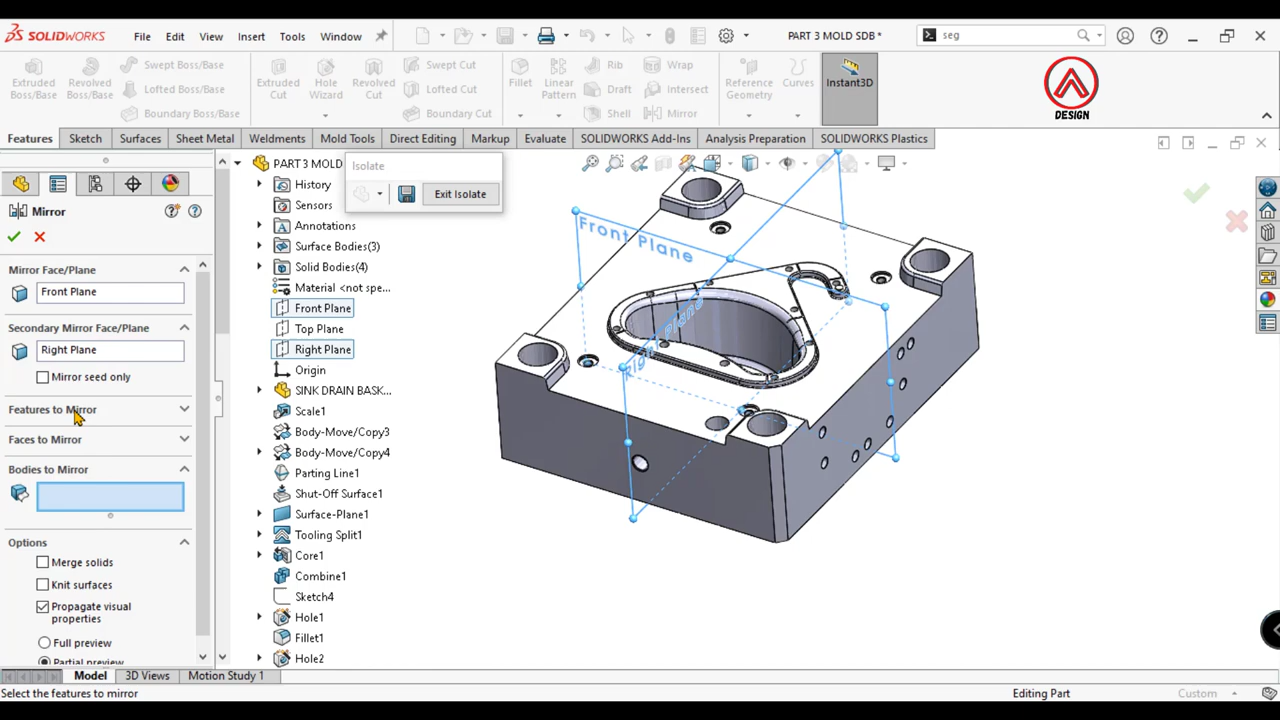 SOLIDWORKS File Edit View Insert Tools Window PART 3 MOLD SDB * seg
Extruded Boss/Base
Revolved Boss/Base
Swept Boss/Base
Lofted Boss/Base
Boundary Boss/Base
Extruded Cut
Hole Wizard
Revolved Cut
Swept Cut
Lofted Cut
Boundary Cut
Fillet
Linear Pattern
Rib
Draft
Shell
Wrap
Intersect
Mirror
Reference Geometry
Curves
Instant3D
DESIGN
Features Sketch Surfaces Sheet Metal Weldments Mold Tools Direct Editing Markup Evaluate SOLIDWORKS Add-Ins Analysis Preparation SOLIDWORKS Plastics
Mirror
Mirror Face/Plane
Front Plane
Secondary Mirror Face/Plane
Right Plane
Mirror seed only
Features to Mirror
Faces to Mirror
Bodies to Mirror
Options
Merge solids
Knit surfaces
Propagate visual properties
Full preview
Partial preview
PART 3 MOLD
History
Sensors
Annotations
Surface Bodies(3)
Solid Bodies(4)
Material <not spe...
Front Plane
Top Plane
Right Plane
Origin
SINK DRAIN BASK...
Scale1
Body-Move/Copy3
Body-Move/Copy4
Parting Line1
Shut-Off Surface1
Surface-Plane1
Tooling Split1
Core1
Combine1
Sketch4
Hole1
Fillet1
Hole2
Isolate
Exit Isolate
Front Plane
Right Plane
Model 3D Views Motion Study 1
Select the features to mirror Editing Part Custom